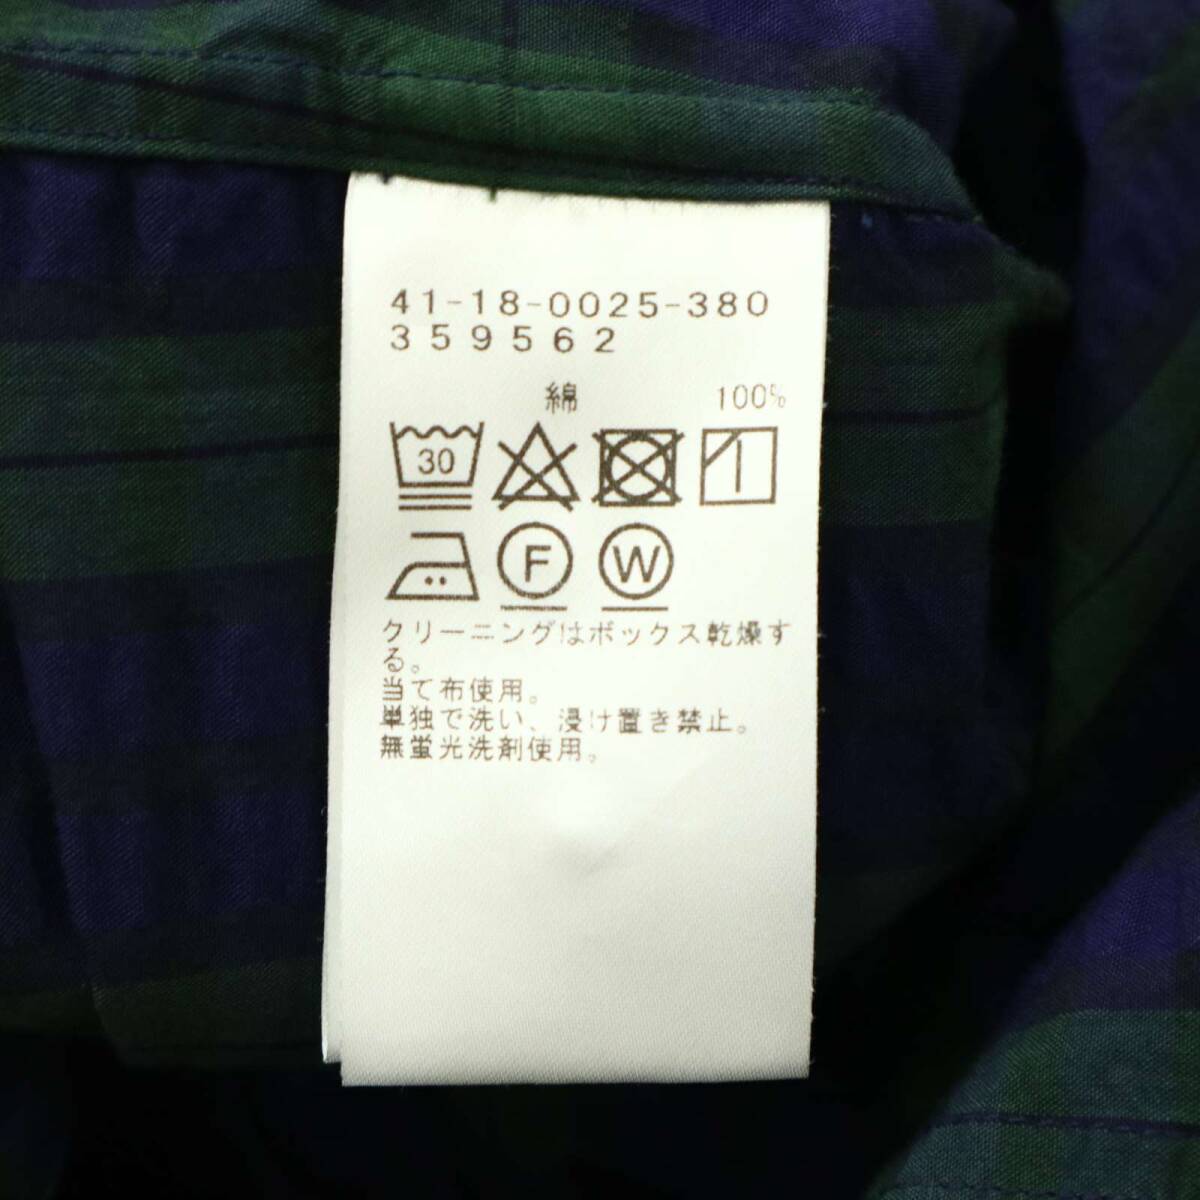 41-18-0025-380
359562
綿 100%
30
F W
クリーニングはボックス乾燥す
る。
当て布使用。
単独で洗い、浸け置き禁止。
無蛍光洗剤使用。